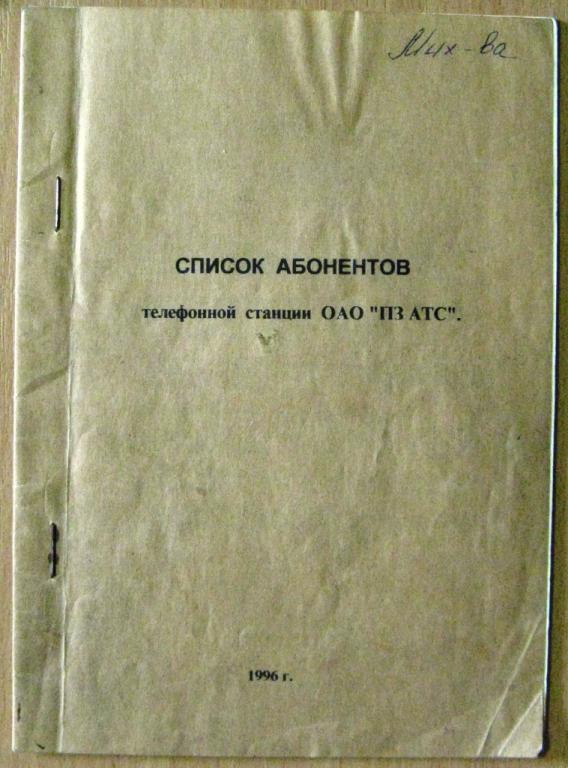 Мих-ва
СПИСОК АБОНЕНТОВ
телефонной станции ОАО "ПЗ АТС".
1996 г.